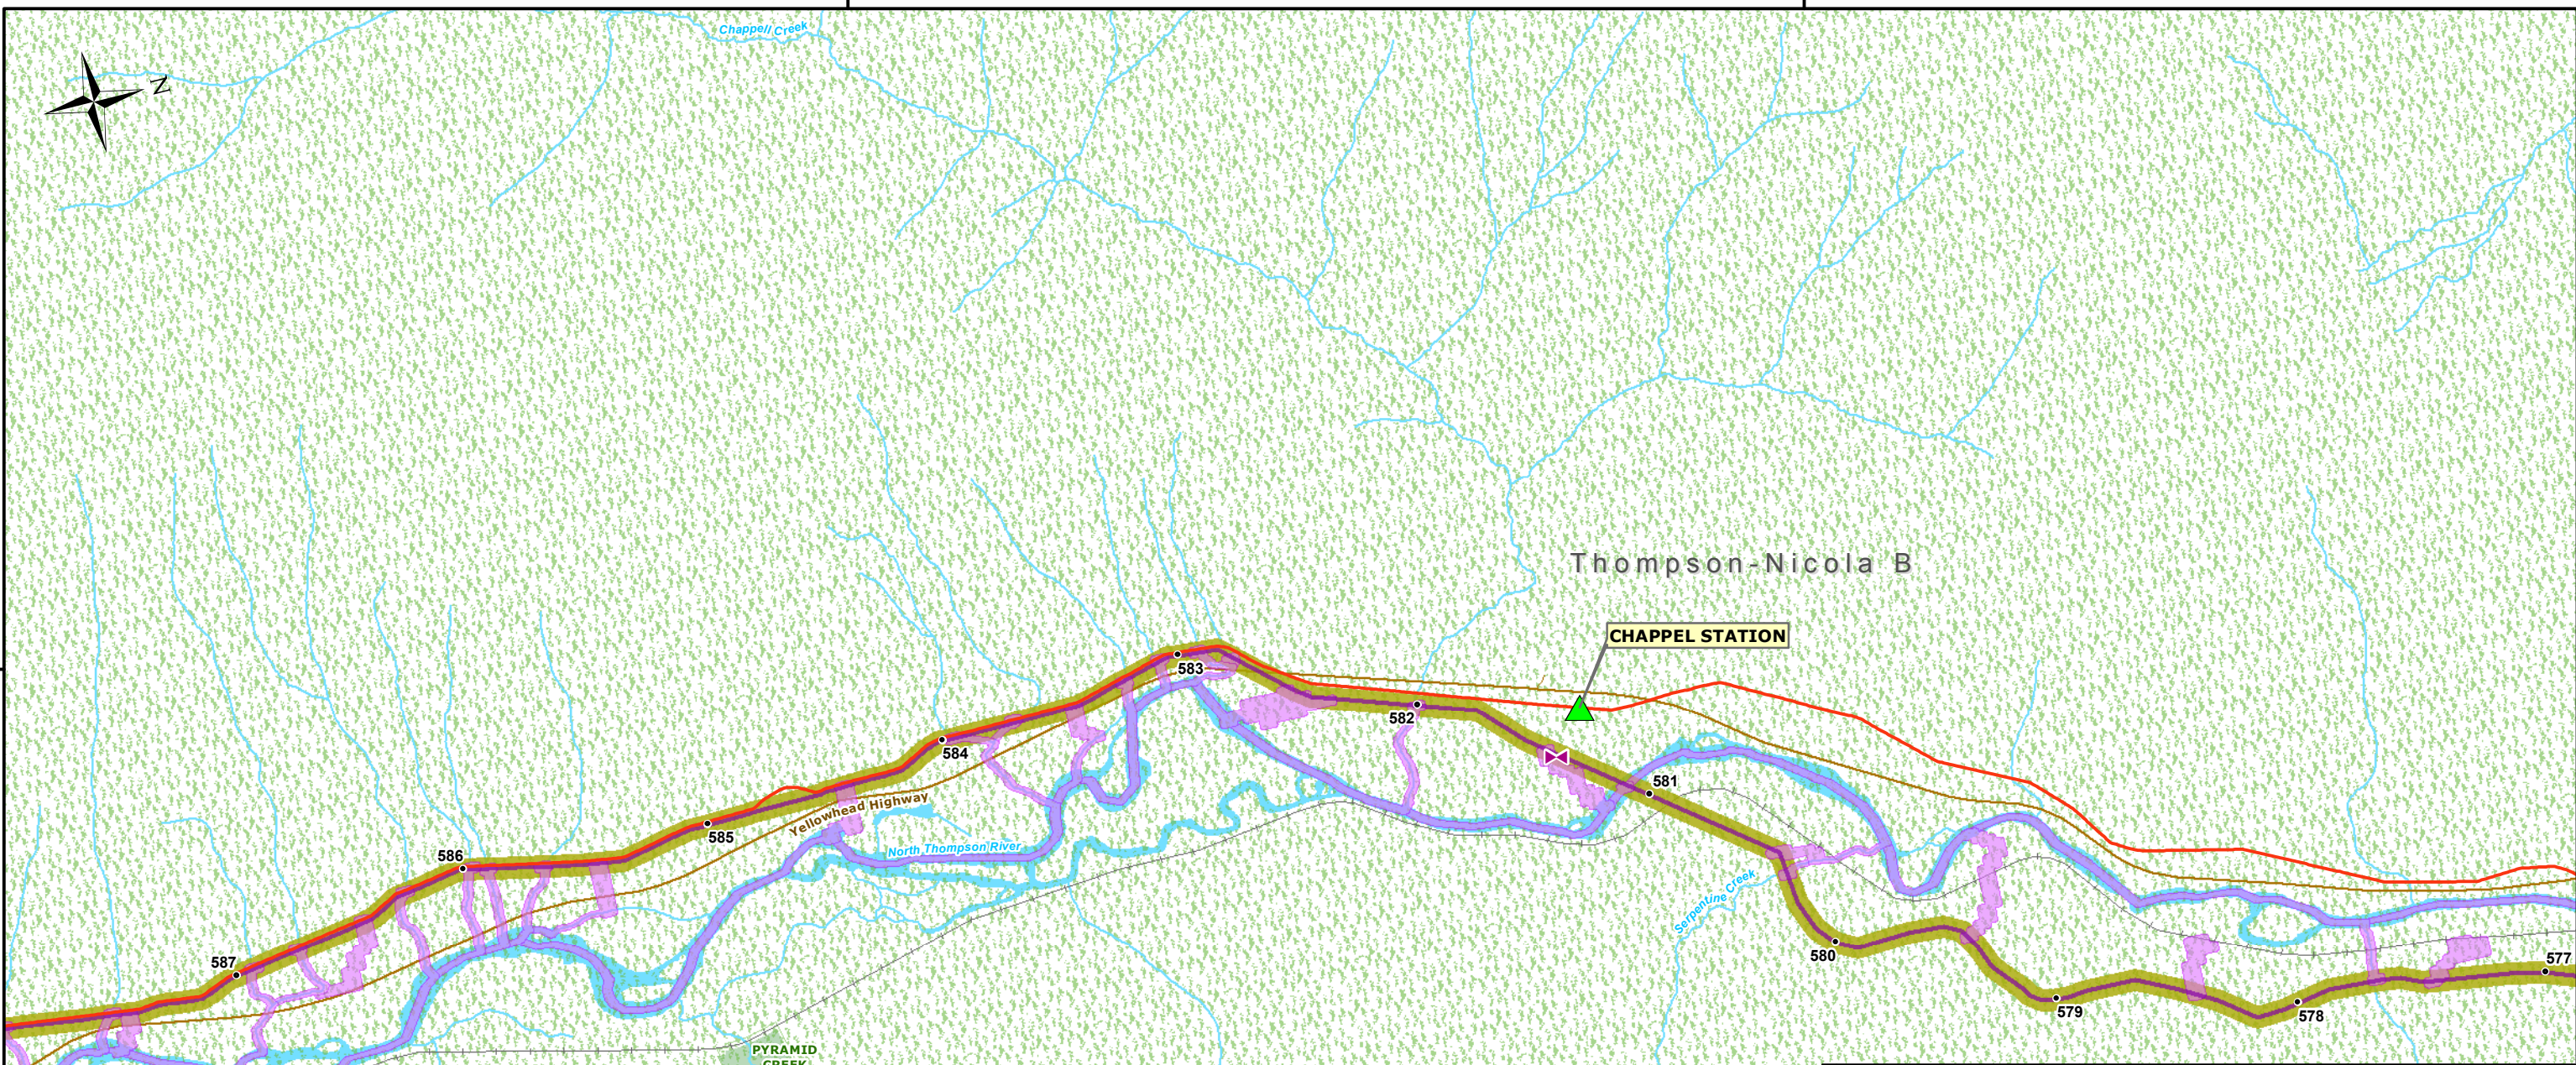 Chappell Creek
N
Thompson-Nicola B
CHAPPEL STATION
583
582
584
581
585
Yellowhead Highway
North Thompson River
586
Serpentine Creek
587
580
577
579
578
PYRAMID
CREEK